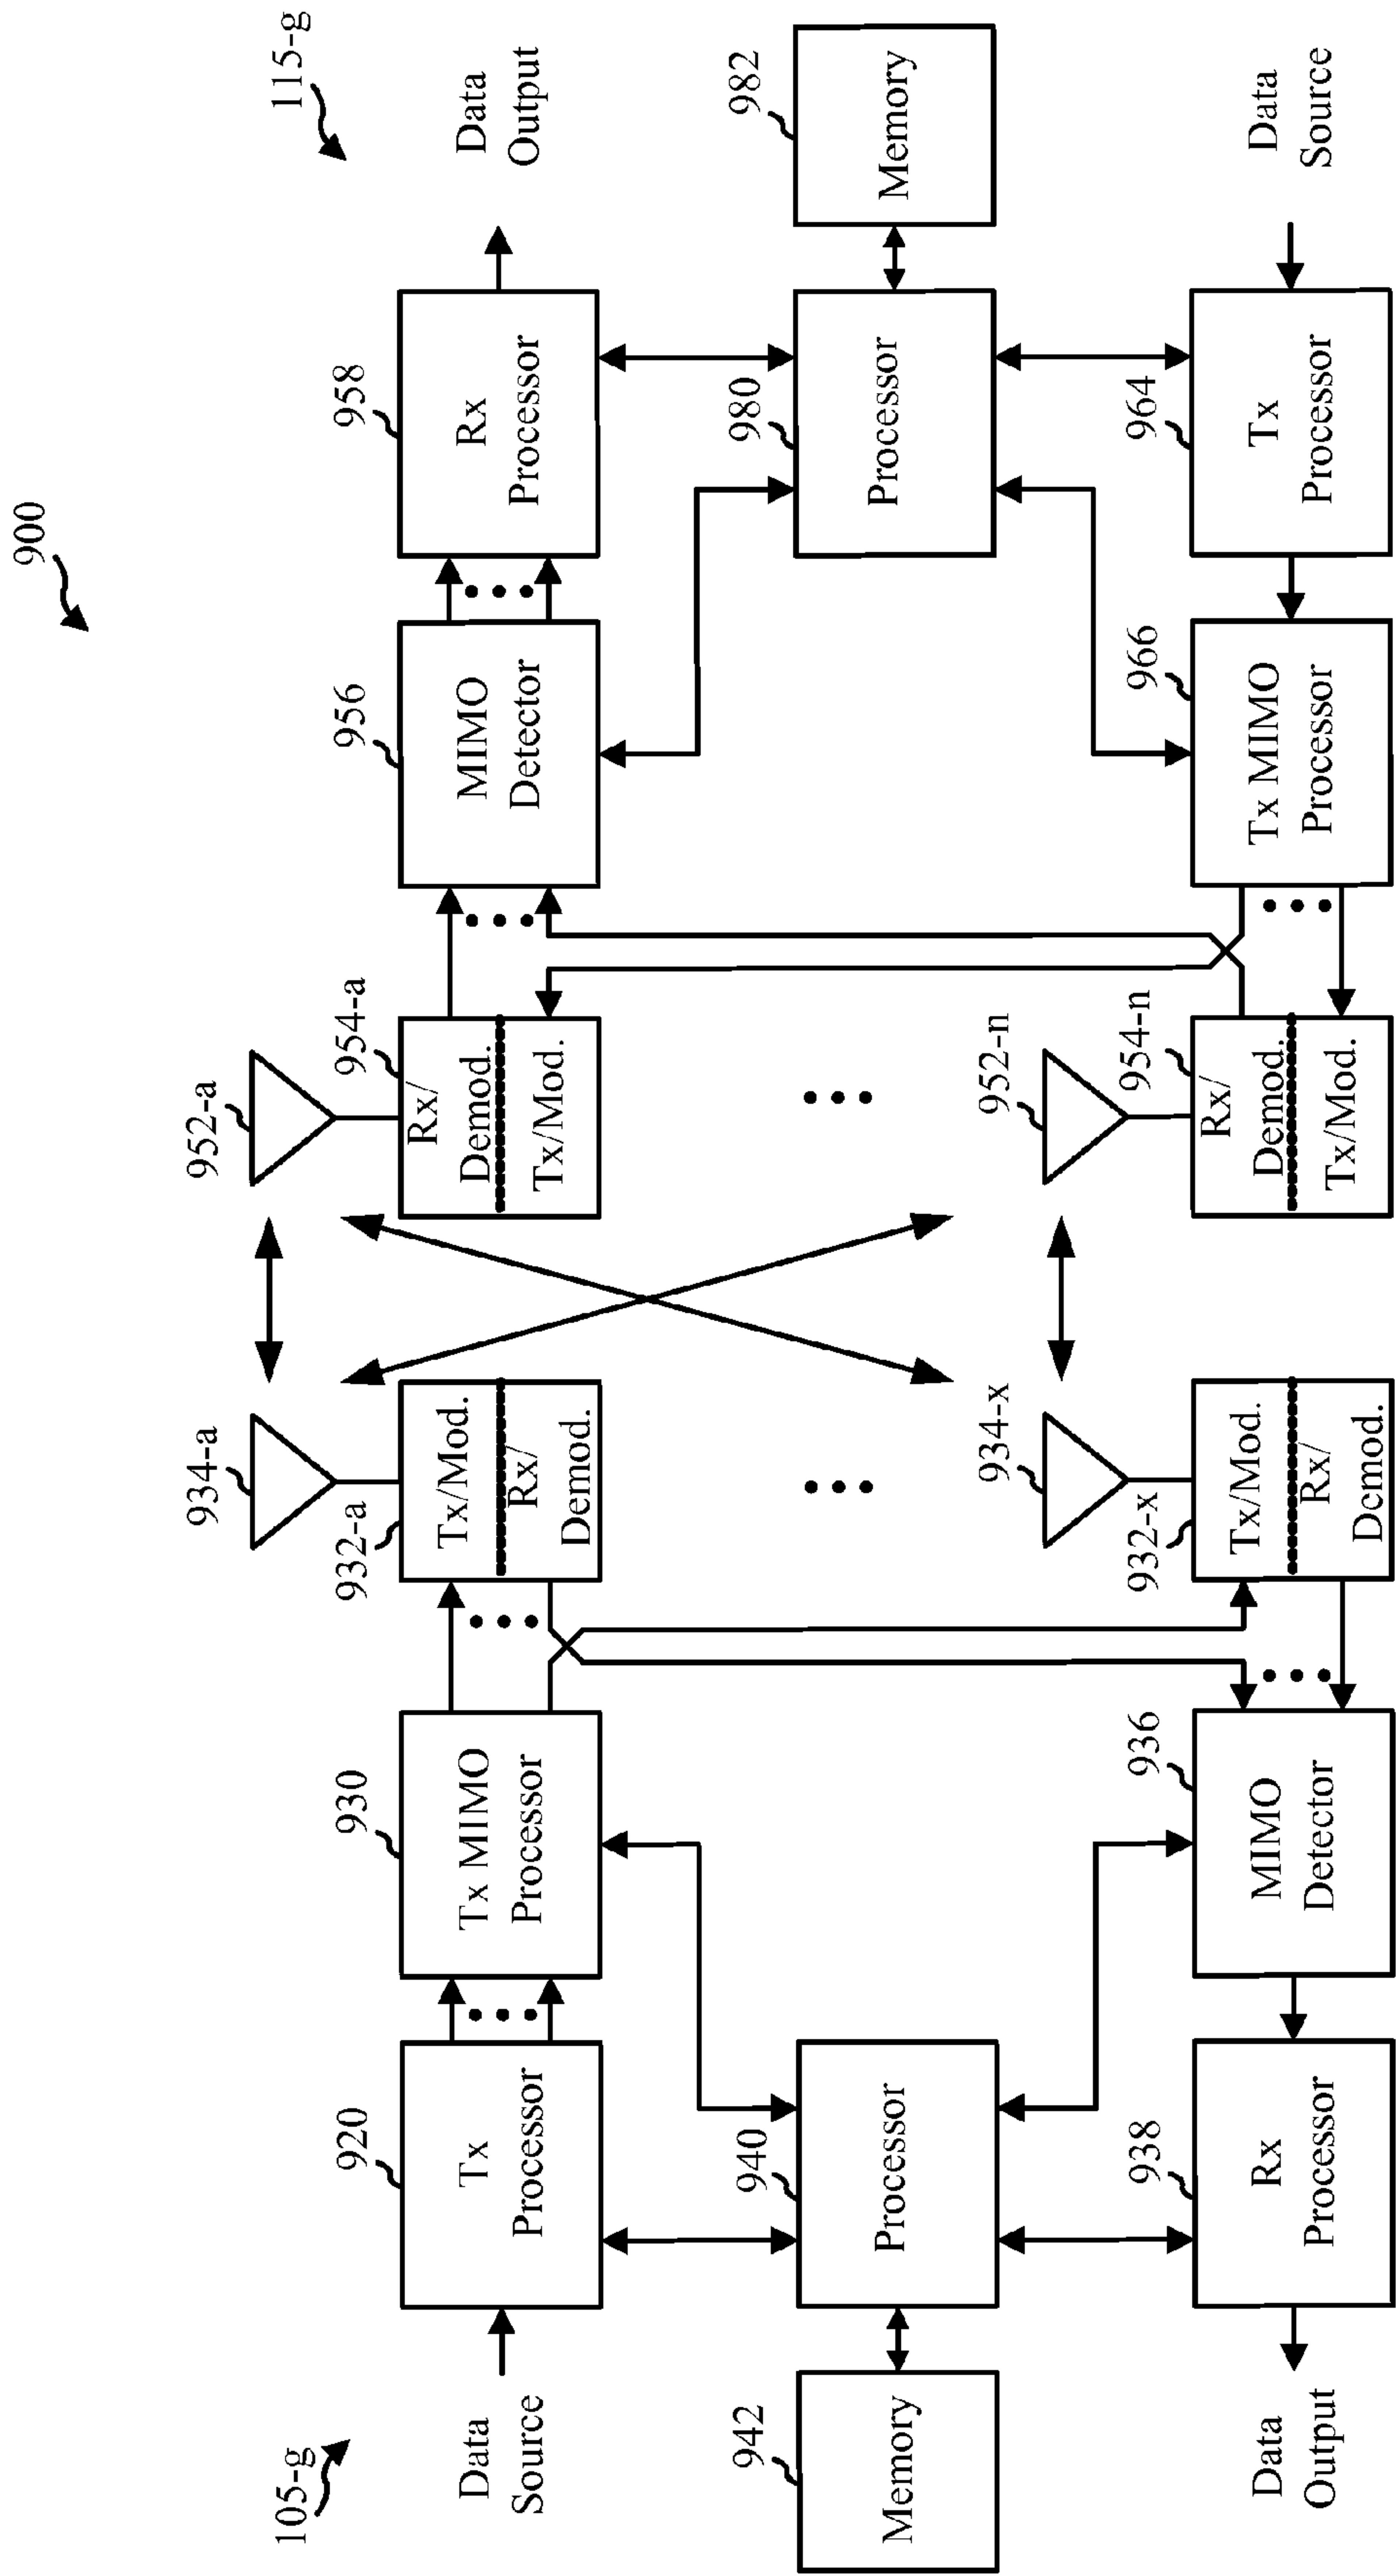 900
105-g
115-g
934-a
952-a
Data
Source
920
Tx
Processor
930
Tx MIMO
Processor
932-a
Tx/Mod.
Rx/
Demod.
954-a
Rx/
Demod.
Tx/Mod.
956
MIMO
Detector
958
Rx
Processor
Data
Output
942
Memory
940
Processor
980
Processor
982
Memory
934-x
952-n
Data
Output
938
Rx
Processor
936
MIMO
Detector
932-x
Tx/Mod.
Rx/
Demod.
954-n
Rx/
Demod.
Tx/Mod.
966
Tx MIMO
Processor
964
Tx
Processor
Data
Source